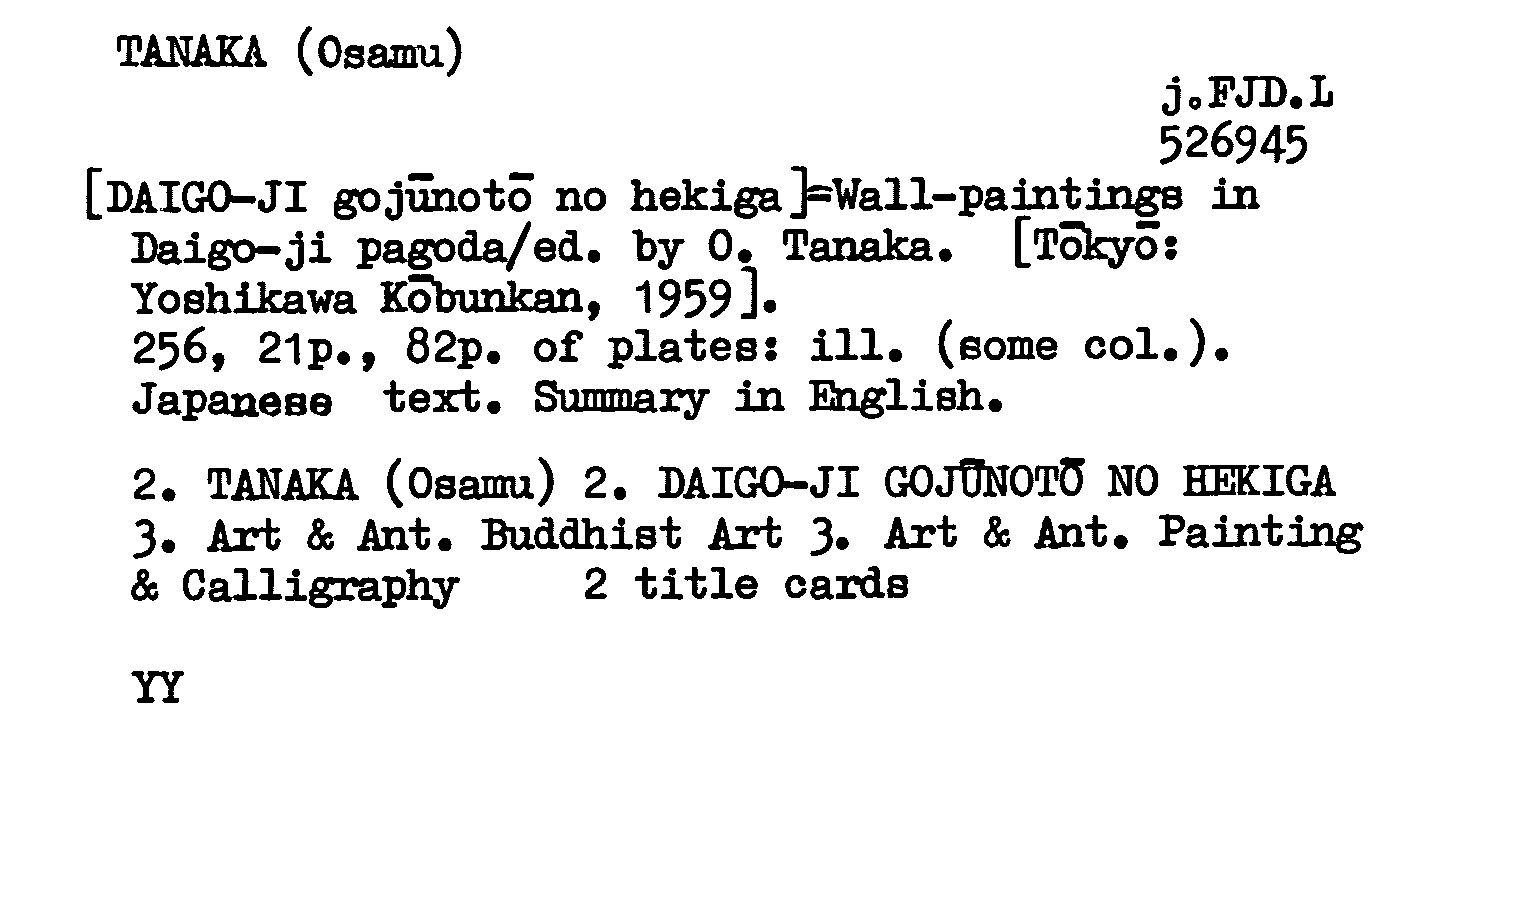 TANAKA (Osamu)
j.FJD.L
526945
[DAIGO-JI gojūnotō no hekiga]=Wall-paintings in
Daigo-ji pagoda/ed. by O. Tanaka. [Tōkyō:
Yoshikawa Kōbunkan, 1959].
256, 21p., 82p. of plates: ill. (some col.).
Japanese text. Summary in English.
2. TANAKA (Osamu) 2. DAIGO-JI GOJŪNOTŌ NO HEKIGA
3. Art & Ant. Buddhist Art 3. Art & Ant. Painting
& Calligraphy 2 title cards
YY